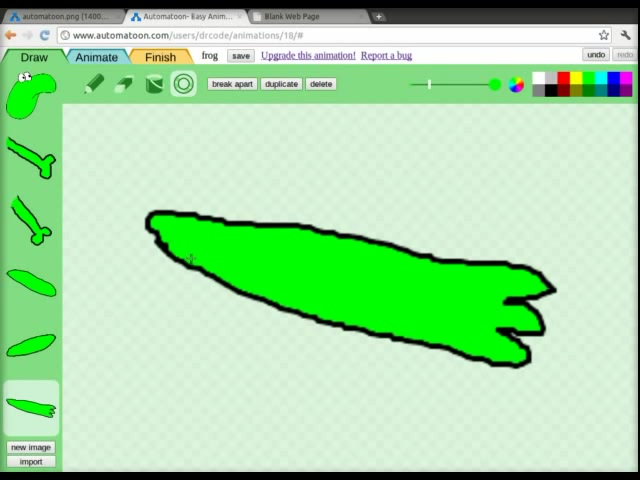 automatoon.png (1400...
Automatoon- Easy Anim...
Blank Web Page
www.automatoon.com/users/drcode/animations/18/#
Draw
Animate
Finish
frog
save
Upgrade this animation!
Report a bug
undo
redo
break apart
duplicate
delete
new image
import